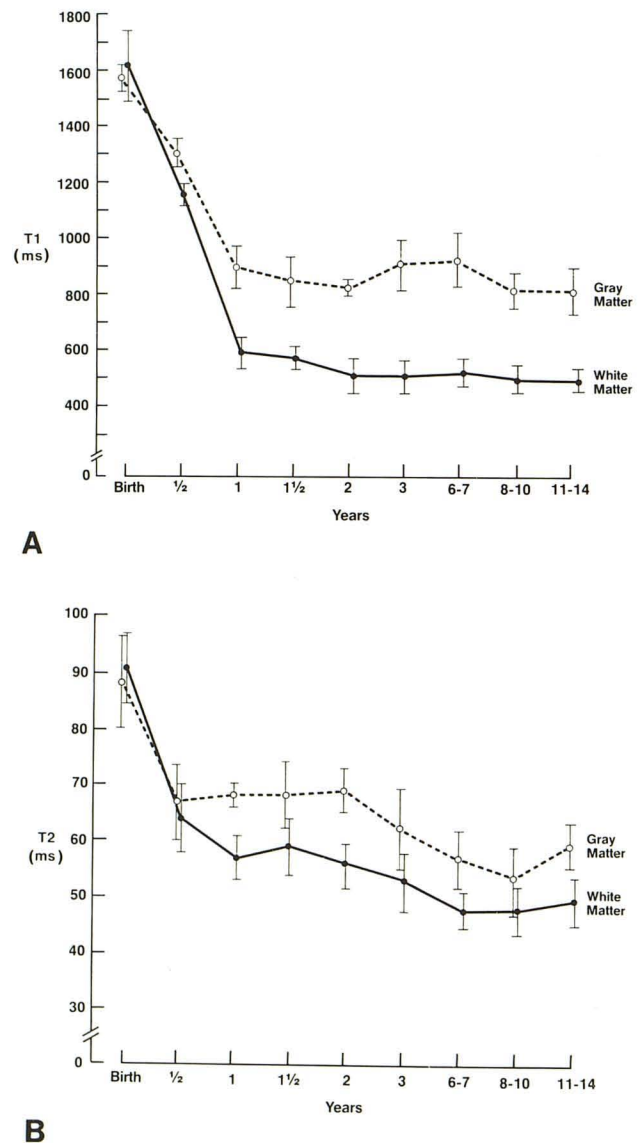 1800
1600
1400
1200
1000
800
600
400
0
T1
(ms)
Gray
Matter
White
Matter
Birth ½ 1 1½ 2 3 6-7 8-10 11-14
Years
A
100
90
80
70
60
50
40
30
0
T2
(ms)
Gray
Matter
White
Matter
Birth ½ 1 1½ 2 3 6-7 8-10 11-14
Years
B